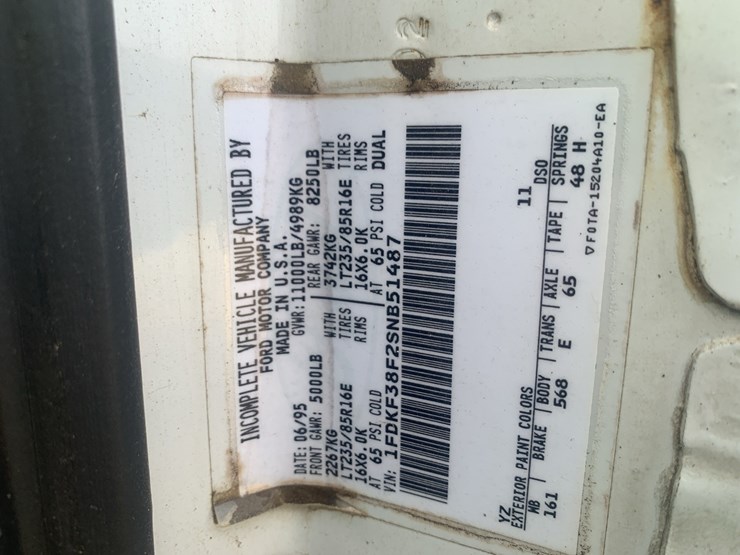 INCOMPLETE VEHICLE MANUFACTURED BY
FORD MOTOR COMPANY
MADE IN U.S.A.
DATE: 06/95 GVWR: 11000LB/4989KG
FRONT GAWR: 5000LB REAR GAWR: 8250LB
2267KG WITH 3742KG WITH
LT235/85R16E TIRES LT235/85R16E TIRES
16X6.0K RIMS 16X6.0K RIMS
AT 65 PSI COLD AT 65 PSI COLD DUAL
VIN: 1FDKF38F2SNB51487
YZ 11
EXTERIOR PAINT COLORS DSO
WB BRAKE BODY TRANS AXLE TAPE SPRINGS
161 568 E 65 48 H
▽F0TA-15204A10-EA